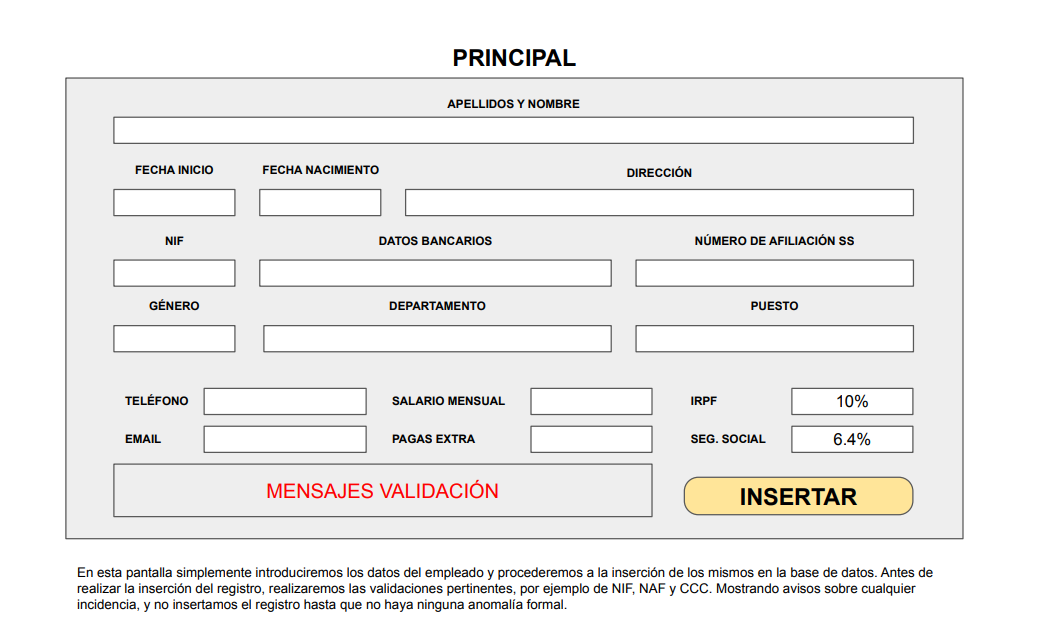 PRINCIPAL
APELLIDOS Y NOMBRE
FECHA INICIO FECHA NACIMIENTO DIRECCIÓN
NIF DATOS BANCARIOS NÚMERO DE AFILIACIÓN SS
GÉNERO DEPARTAMENTO PUESTO
TELÉFONO SALARIO MENSUAL IRPF 10%
EMAIL PAGAS EXTRA SEG. SOCIAL 6.4%
MENSAJES VALIDACIÓN INSERTAR
En esta pantalla simplemente introduciremos los datos del empleado y procederemos a la inserción de los mismos en la base de datos. Antes de
realizar la inserción del registro, realizaremos las validaciones pertinentes, por ejemplo de NIF, NAF y CCC. Mostrando avisos sobre cualquier
incidencia, y no insertamos el registro hasta que no haya ninguna anomalía formal.